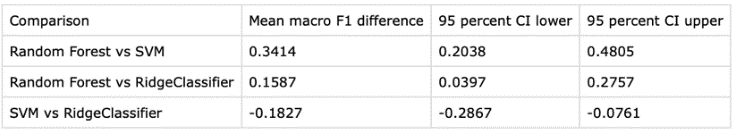 Comparison Mean macro F1 difference 95 percent CI lower 95 percent CI upper
Random Forest vs SVM 0.3414 0.2038 0.4805
Random Forest vs RidgeClassifier 0.1587 0.0397 0.2757
SVM vs RidgeClassifier -0.1827 -0.2867 -0.0761